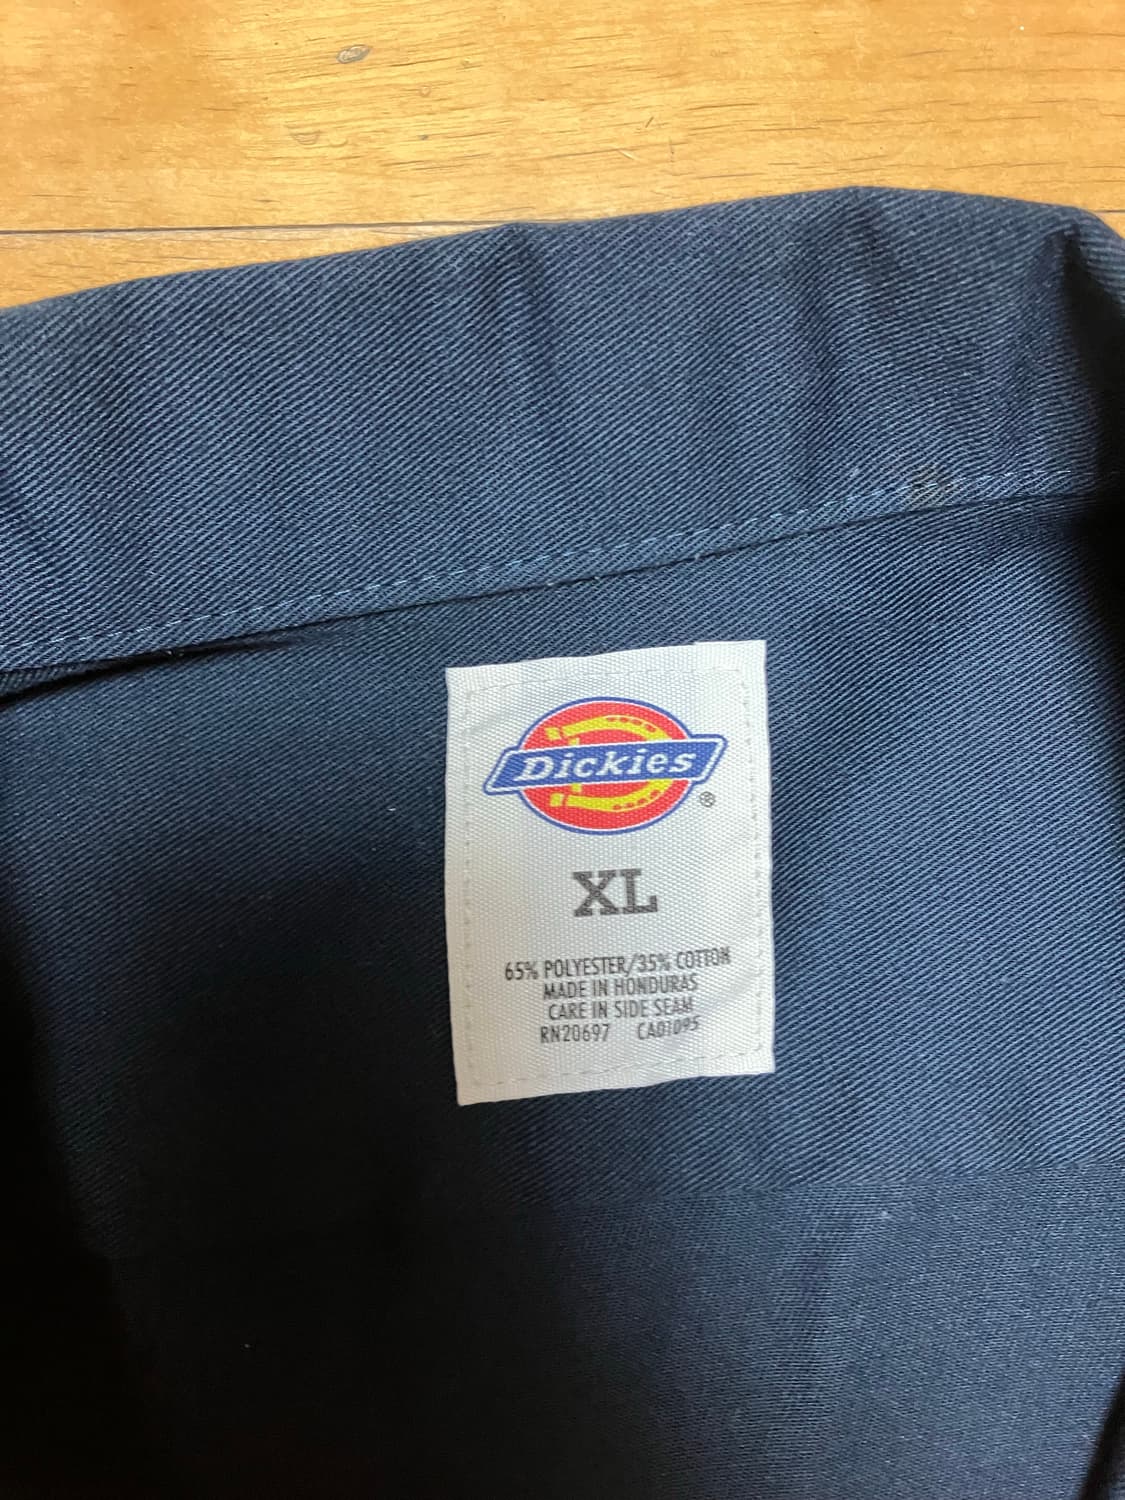 Dickies
®
XL
65% POLYESTER/35% COTTON
MADE IN HONDURAS
CARE IN SIDE SEAM
RN20697 CA01095